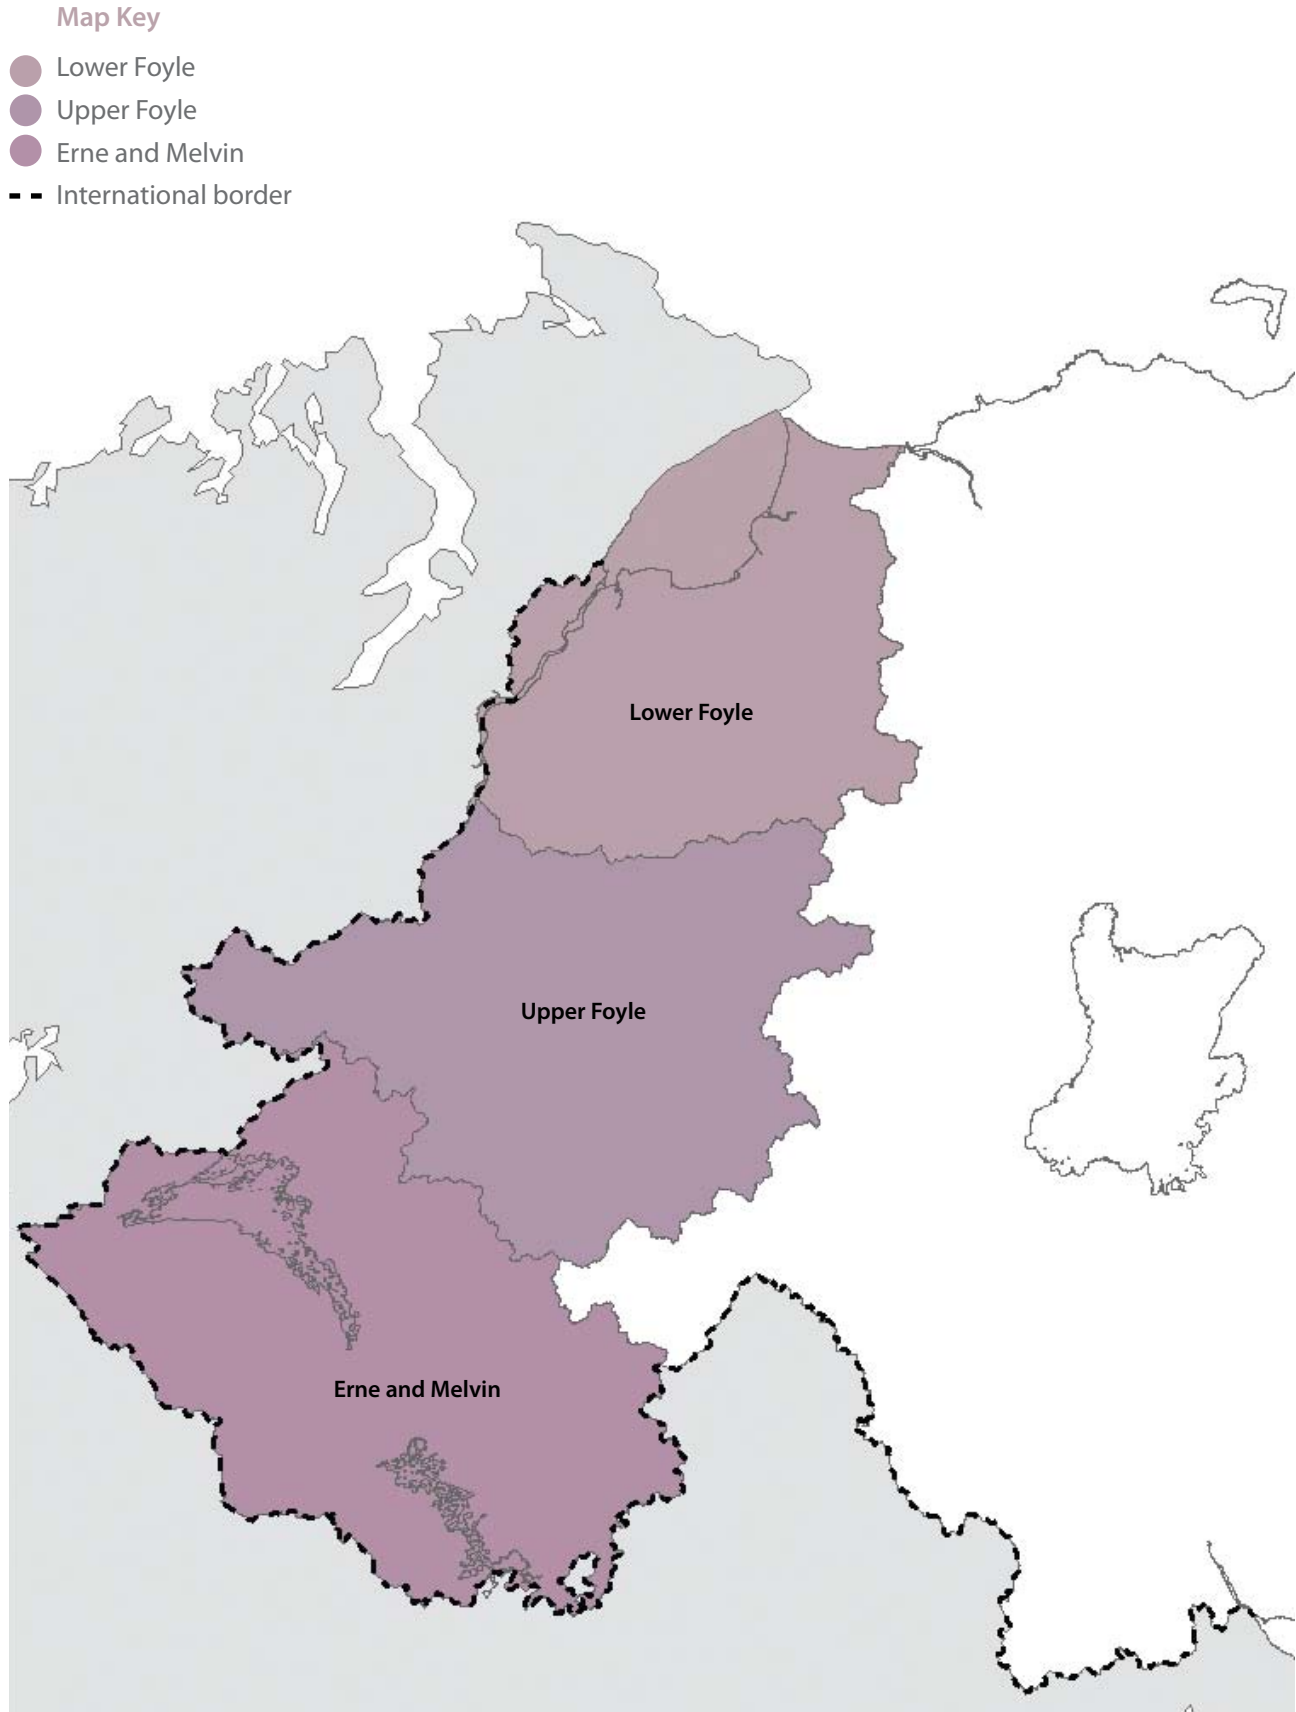 Map Key
Lower Foyle
Upper Foyle
Erne and Melvin
International border
Lower Foyle
Upper Foyle
Erne and Melvin